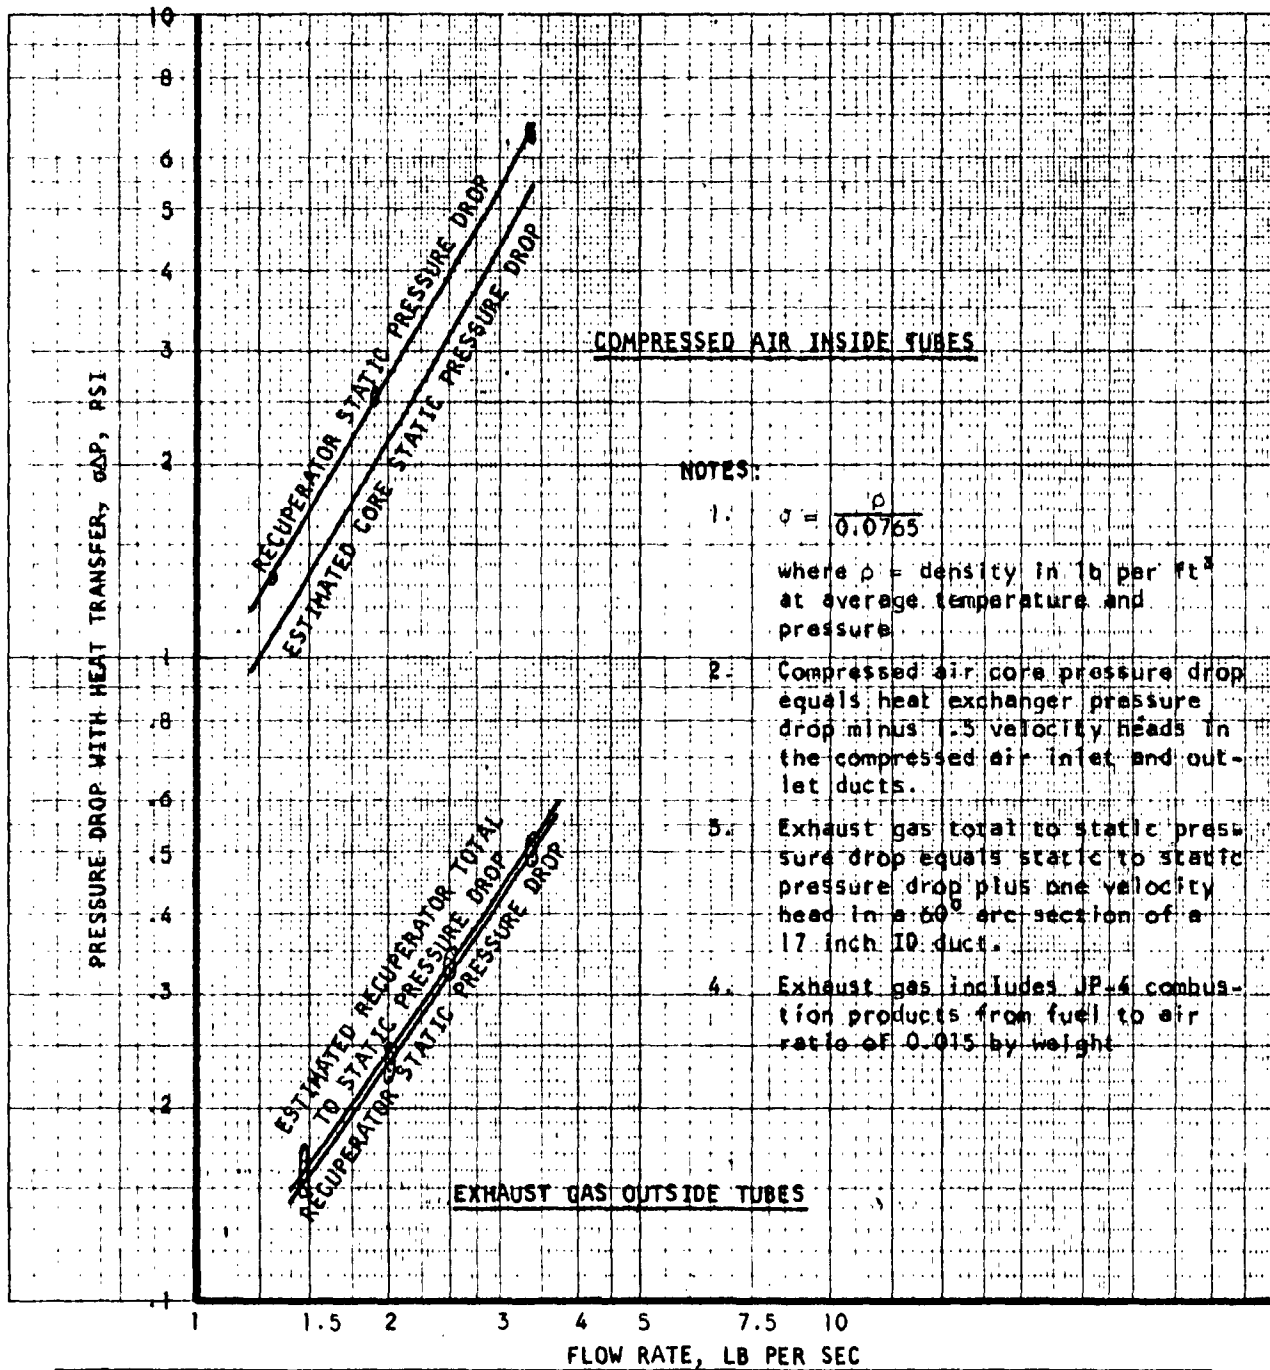 10
8
6
5
4
3
2
1
.8
.6
.5
.4
.3
.2
.1
PRESSURE DROP WITH HEAT TRANSFER, σΔP, PSI
RECUPERATOR STATIC PRESSURE DROP
ESTIMATED CORE STATIC PRESSURE DROP
COMPRESSED AIR INSIDE TUBES
NOTES:
1. σ = ρ
0.0765
where ρ = density in lb per ft³
at average temperature and
pressure
2. Compressed air core pressure drop
equals heat exchanger pressure
drop minus 1.5 velocity heads in
the compressed air inlet and out-
let ducts.
3. Exhaust gas total to static pres-
sure drop equals static to static
pressure drop plus one velocity
head in a 60° arc section of a
17 inch ID duct.
4. Exhaust gas includes JP-4 combus-
tion products from fuel to air
ratio of 0.015 by weight
ESTIMATED RECUPERATOR TOTAL
TO STATIC PRESSURE DROP
RECUPERATOR STATIC PRESSURE DROP
EXHAUST GAS OUTSIDE TUBES
1 1.5 2 3 4 5 7.5 10
FLOW RATE, LB PER SEC